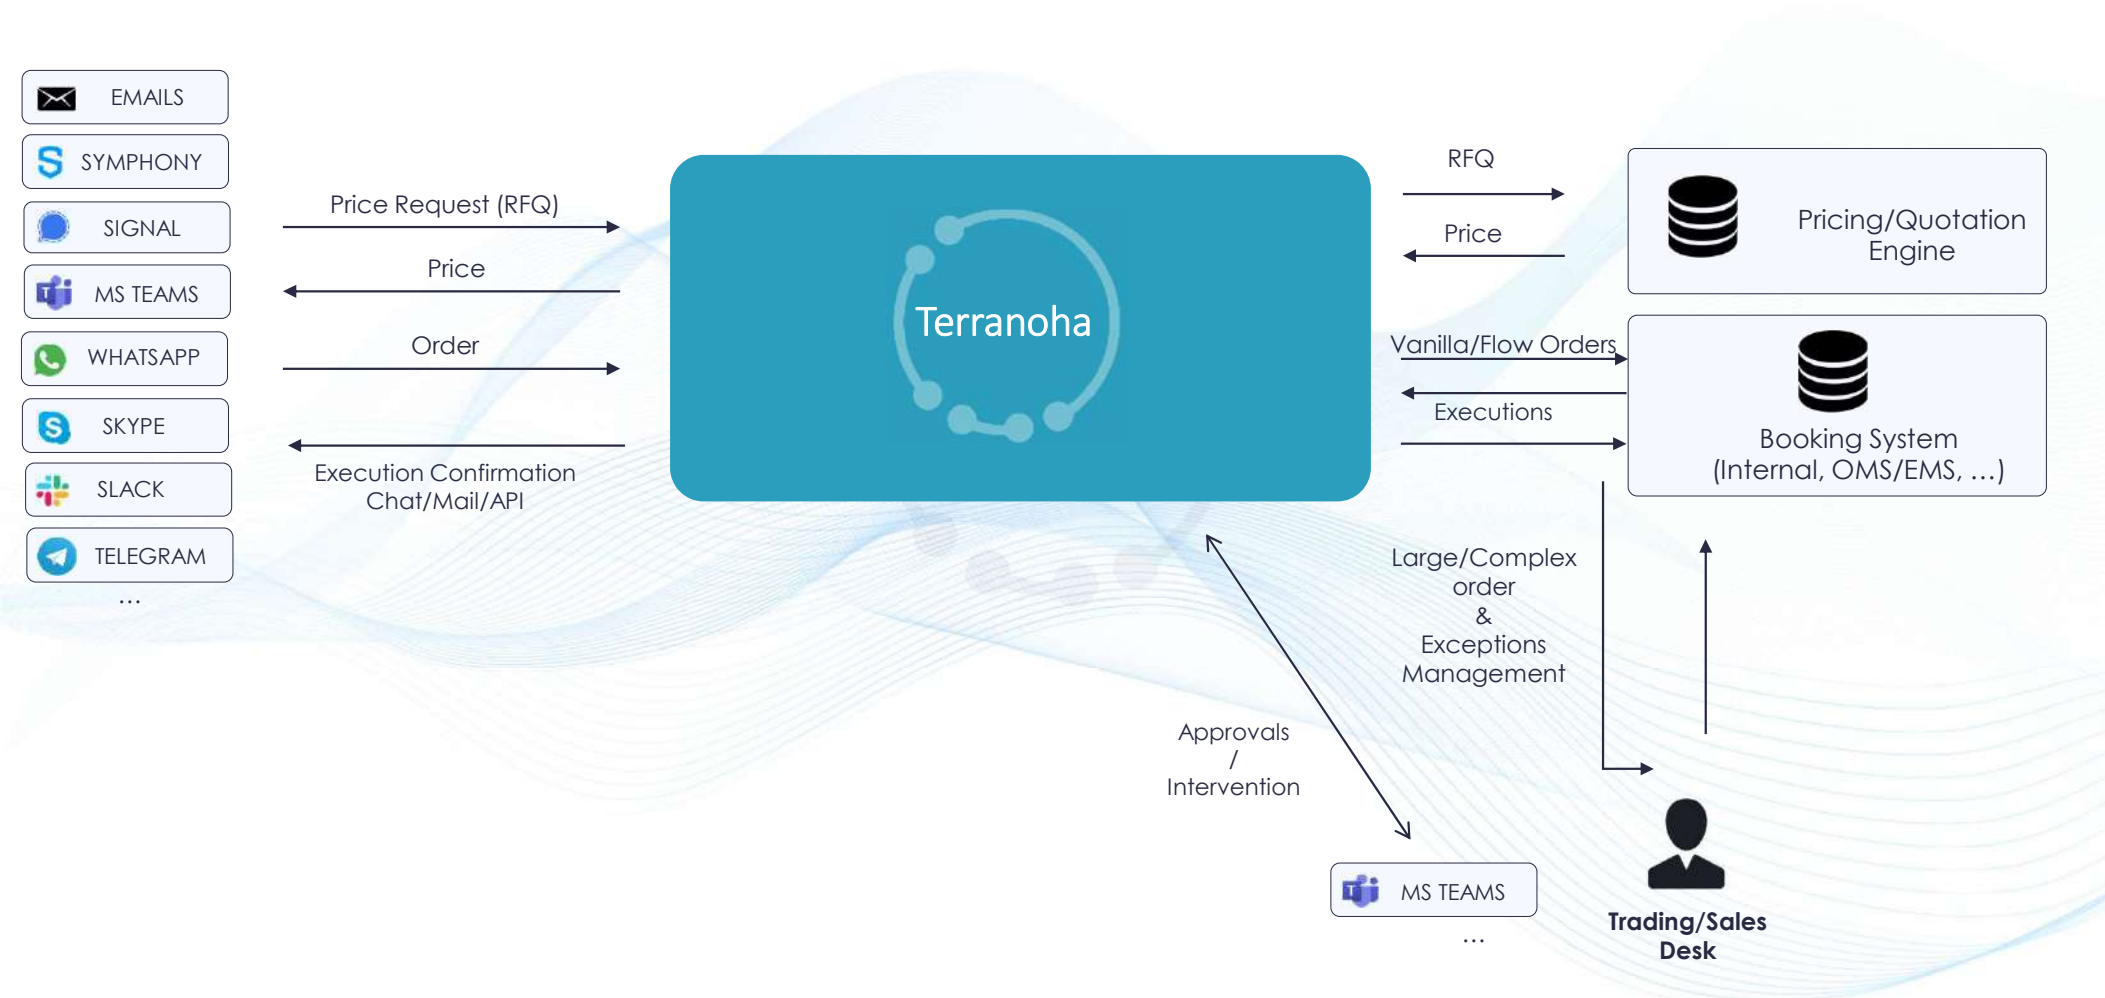 EMAILS
SYMPHONY
SIGNAL
MS TEAMS
WHATSAPP
SKYPE
SLACK
TELEGRAM
...
Price Request (RFQ)
Price
Order
Execution Confirmation
Chat/Mail/API
Terranoha
RFQ
Price
Vanilla/Flow Orders
Executions
Pricing/Quotation
Engine
Booking System
(Internal, OMS/EMS, ...)
Large/Complex
order
&
Exceptions
Management
Approvals
/
Intervention
MS TEAMS
...
Trading/Sales
Desk